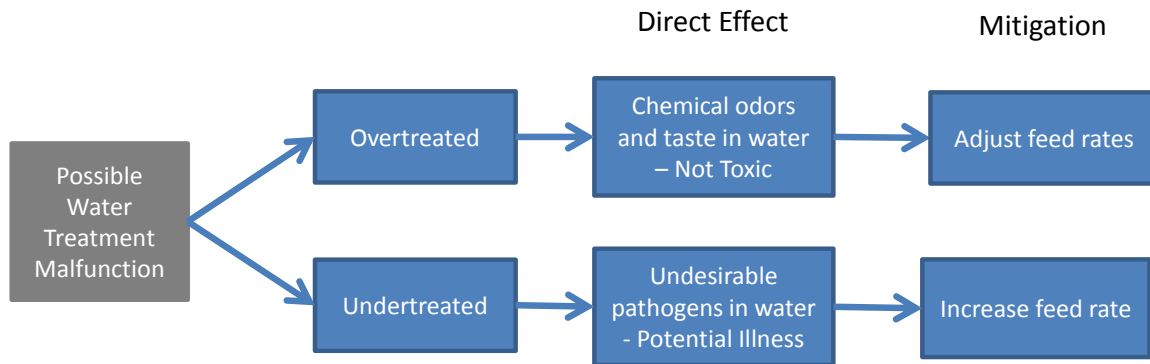 Direct Effect
Mitigation
Possible
Water
Treatment
Malfunction
Overtreated
Chemical odors
and taste in water
– Not Toxic
Adjust feed rates
Undertreated
Undesirable
pathogens in water
- Potential Illness
Increase feed rate